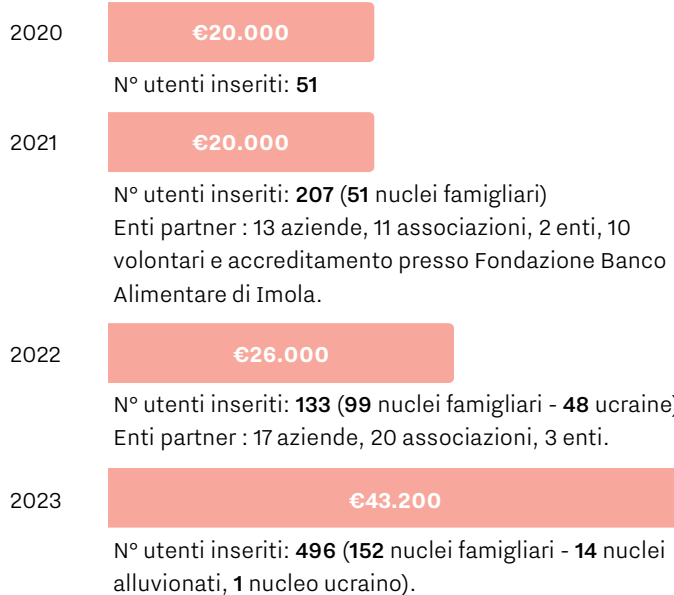 2020
€20.000
N° utenti inseriti: 51
2021
€20.000
N° utenti inseriti: 207 (51 nuclei famigliari)
Enti partner : 13 aziende, 11 associazioni, 2 enti, 10
volontari e accreditamento presso Fondazione Banco
Alimentare di Imola.
2022
€26.000
N° utenti inseriti: 133 (99 nuclei famigliari - 48 ucraine)
Enti partner : 17 aziende, 20 associazioni, 3 enti.
2023
€43.200
N° utenti inseriti: 496 (152 nuclei famigliari - 14 nuclei
alluvionati, 1 nucleo ucraino).